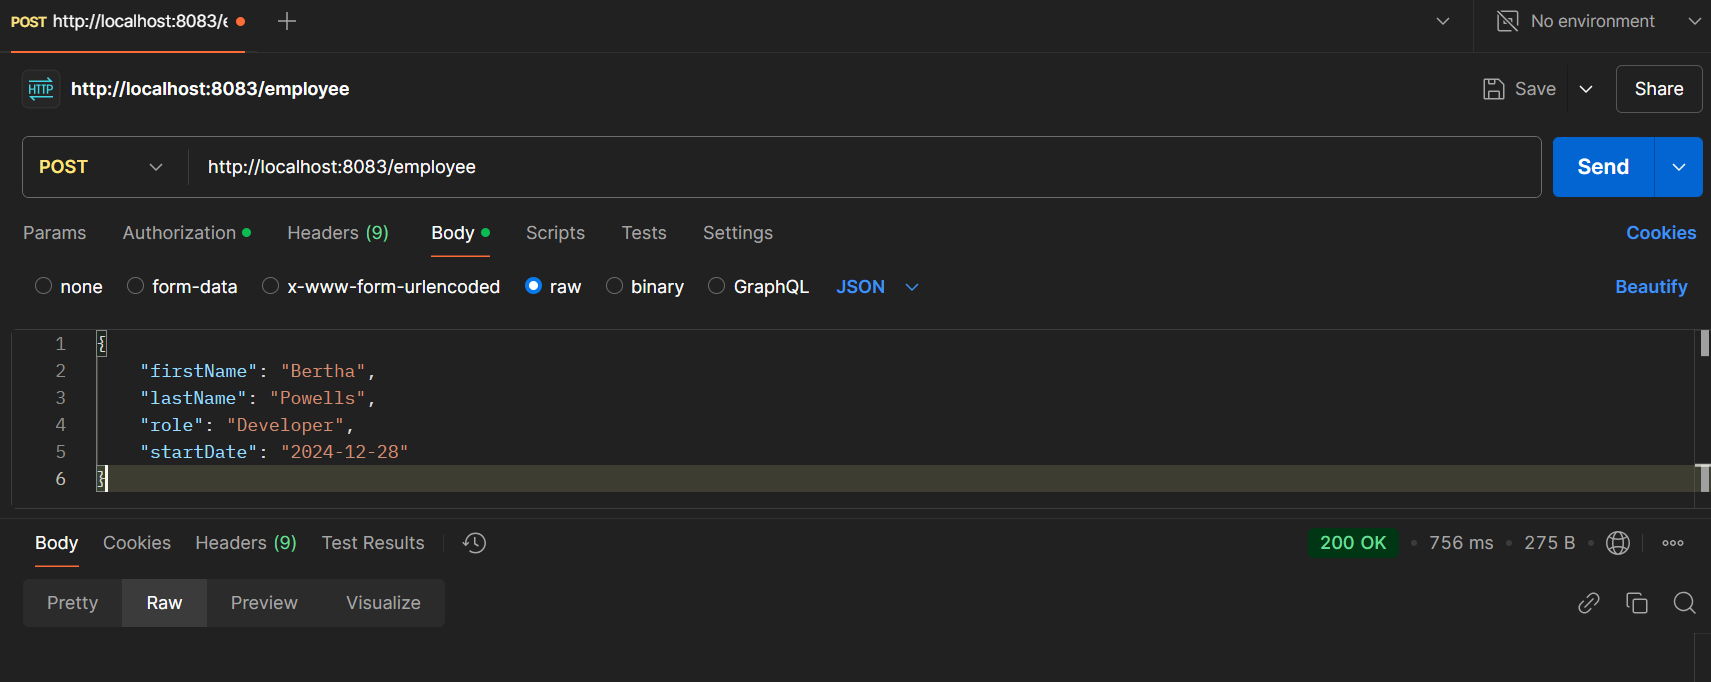 POST http://localhost:8083/e
No environment
HTTP http://localhost:8083/employee
Save
Share
POST http://localhost:8083/employee
Send
Params Authorization Headers (9) Body Scripts Tests Settings Cookies
none form-data x-www-form-urlencoded raw binary GraphQL JSON Beautify
1 {
2 "firstName": "Bertha",
3 "lastName": "Powells",
4 "role": "Developer",
5 "startDate": "2024-12-28"
6 }
Body Cookies Headers (9) Test Results 200 OK • 756 ms • 275 B •
Pretty Raw Preview Visualize